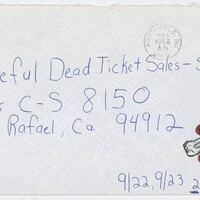 eful Dead Ticket Sales-S
C-S 8150
Rafael, Ca. 94912
9/22, 9/23